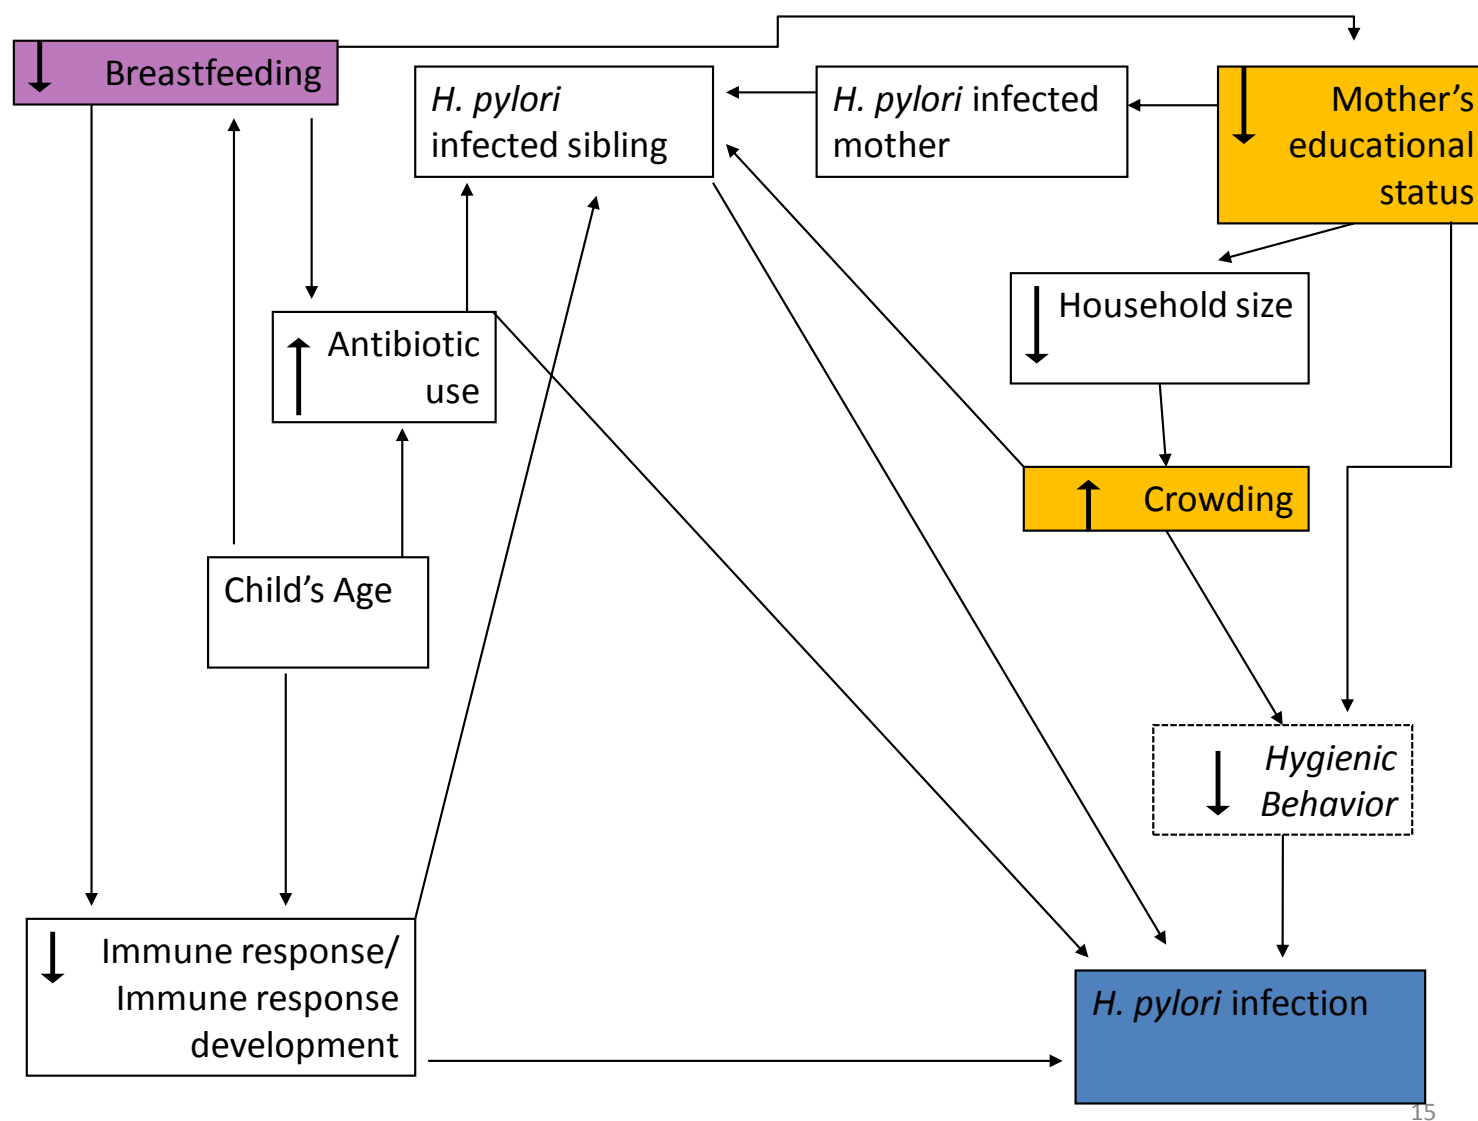 Breastfeeding
H. pylori
infected sibling
H. pylori infected
mother
Mother’s
educational
status
Household size
Antibiotic
use
Crowding
Child’s Age
Hygienic
Behavior
Immune response/
Immune response
development
H. pylori infection
15